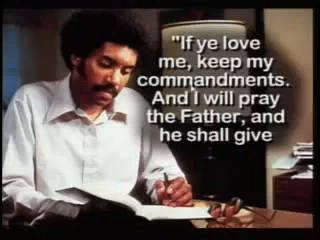 "If ye love
me, keep my
commandments.
And I will pray
the Father, and
he shall give